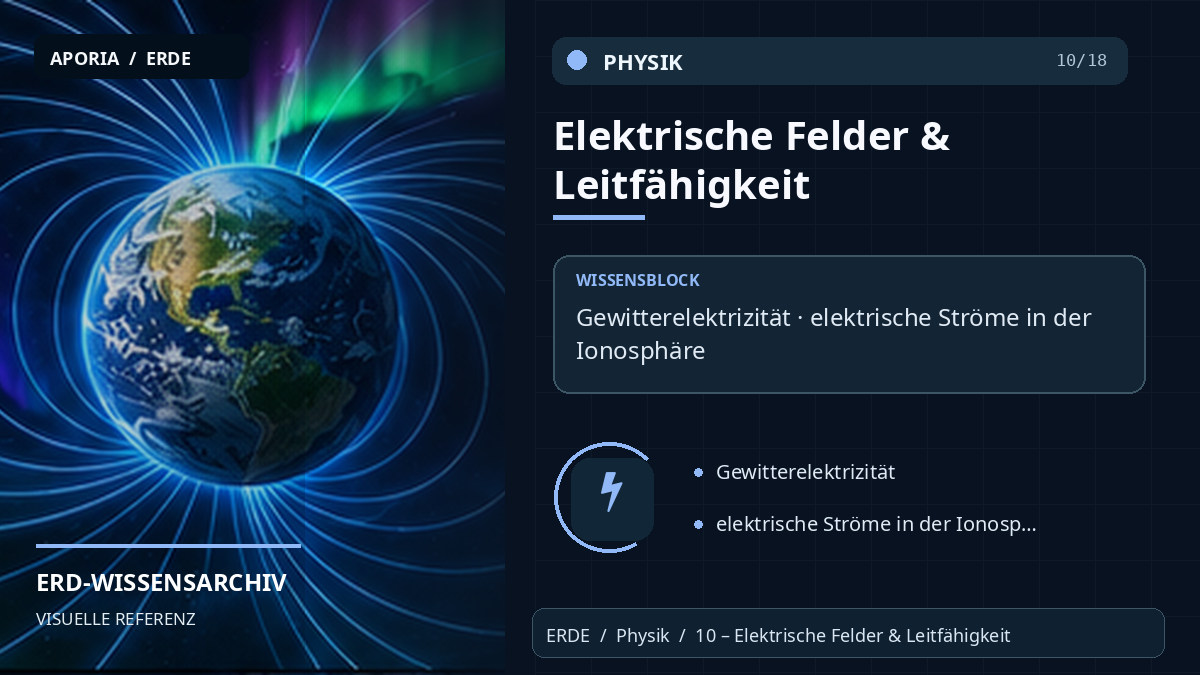 APORIA / ERDE
ERD-WISSENSARCHIV
VISUELLE REFERENZ
PHYSIK
10/18
Elektrische Felder &
Leitfähigkeit
WISSENSBLOCK
Gewitterelektrizität · elektrische Ströme in der
Ionosphäre
Gewitterelektrizität
elektrische Ströme in der Ionosp...
ERDE / Physik / 10 – Elektrische Felder & Leitfähigkeit